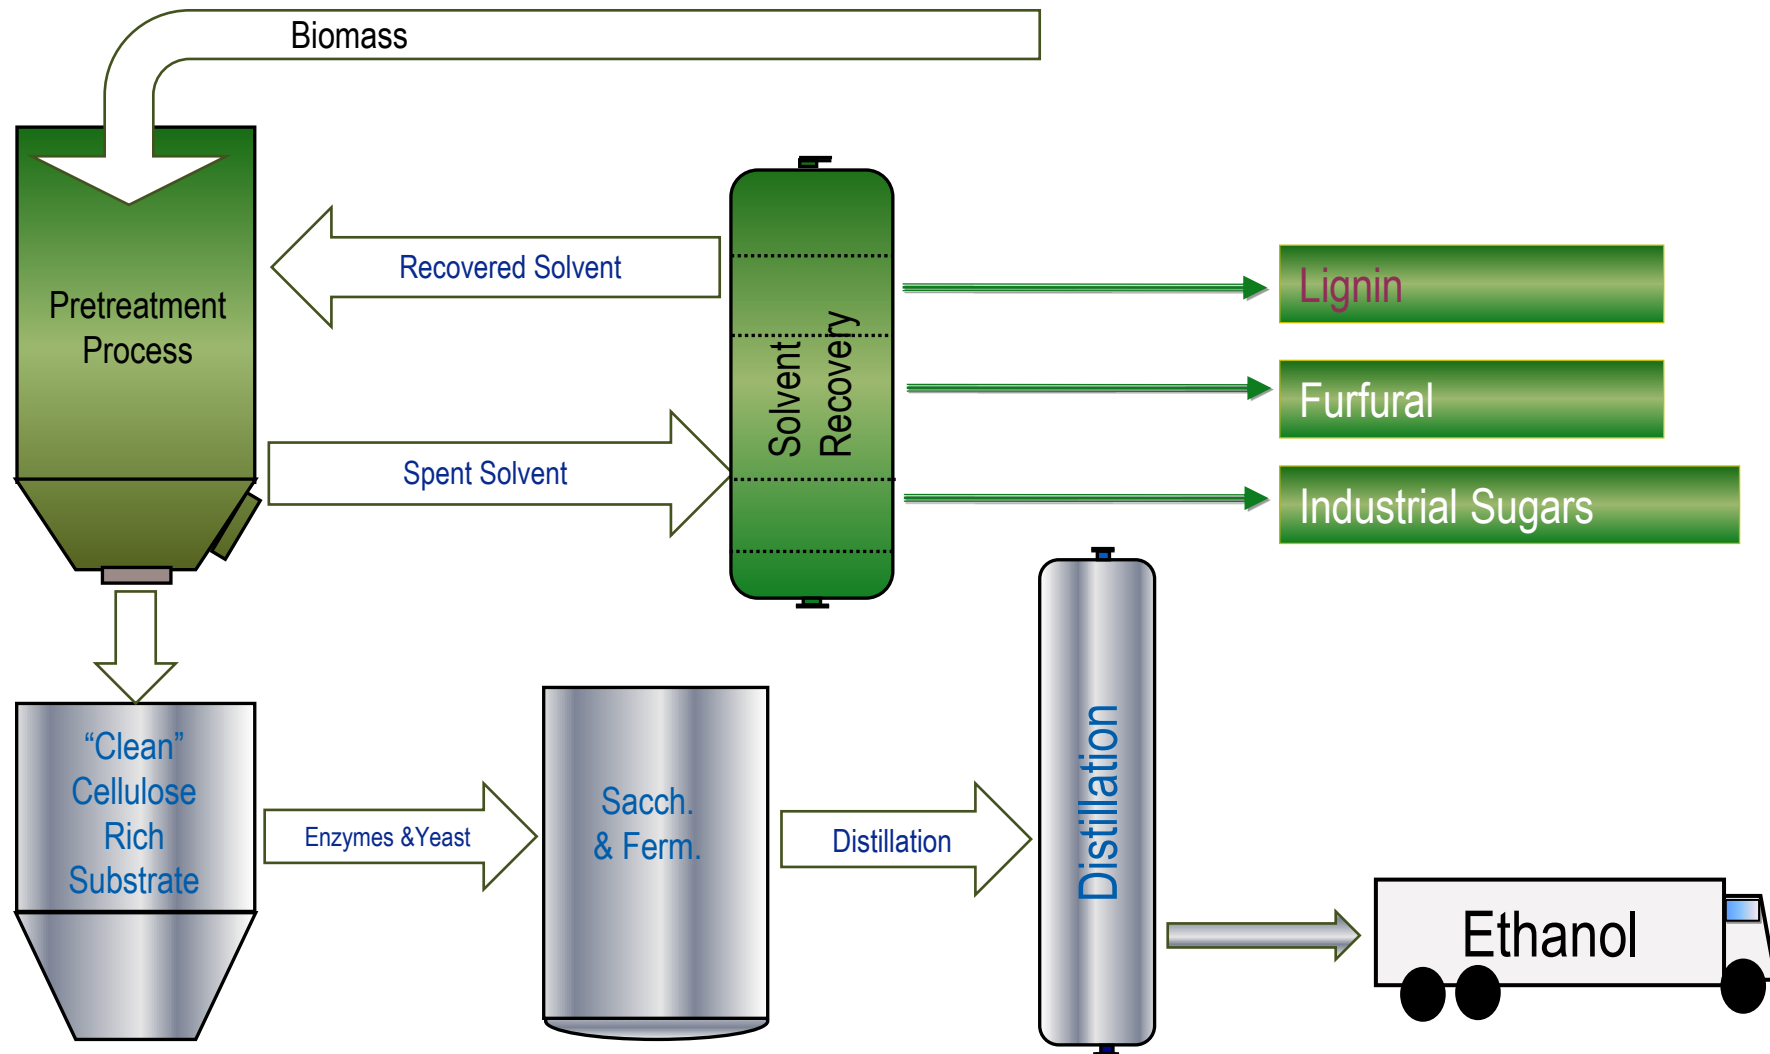 Biomass
Pretreatment
Process
Recovered Solvent
Spent Solvent
Solvent
Recovery
Lignin
Furfural
Industrial Sugars
“Clean”
Cellulose
Rich
Substrate
Enzymes &Yeast
Sacch.
& Ferm.
Distillation
Distillation
Ethanol